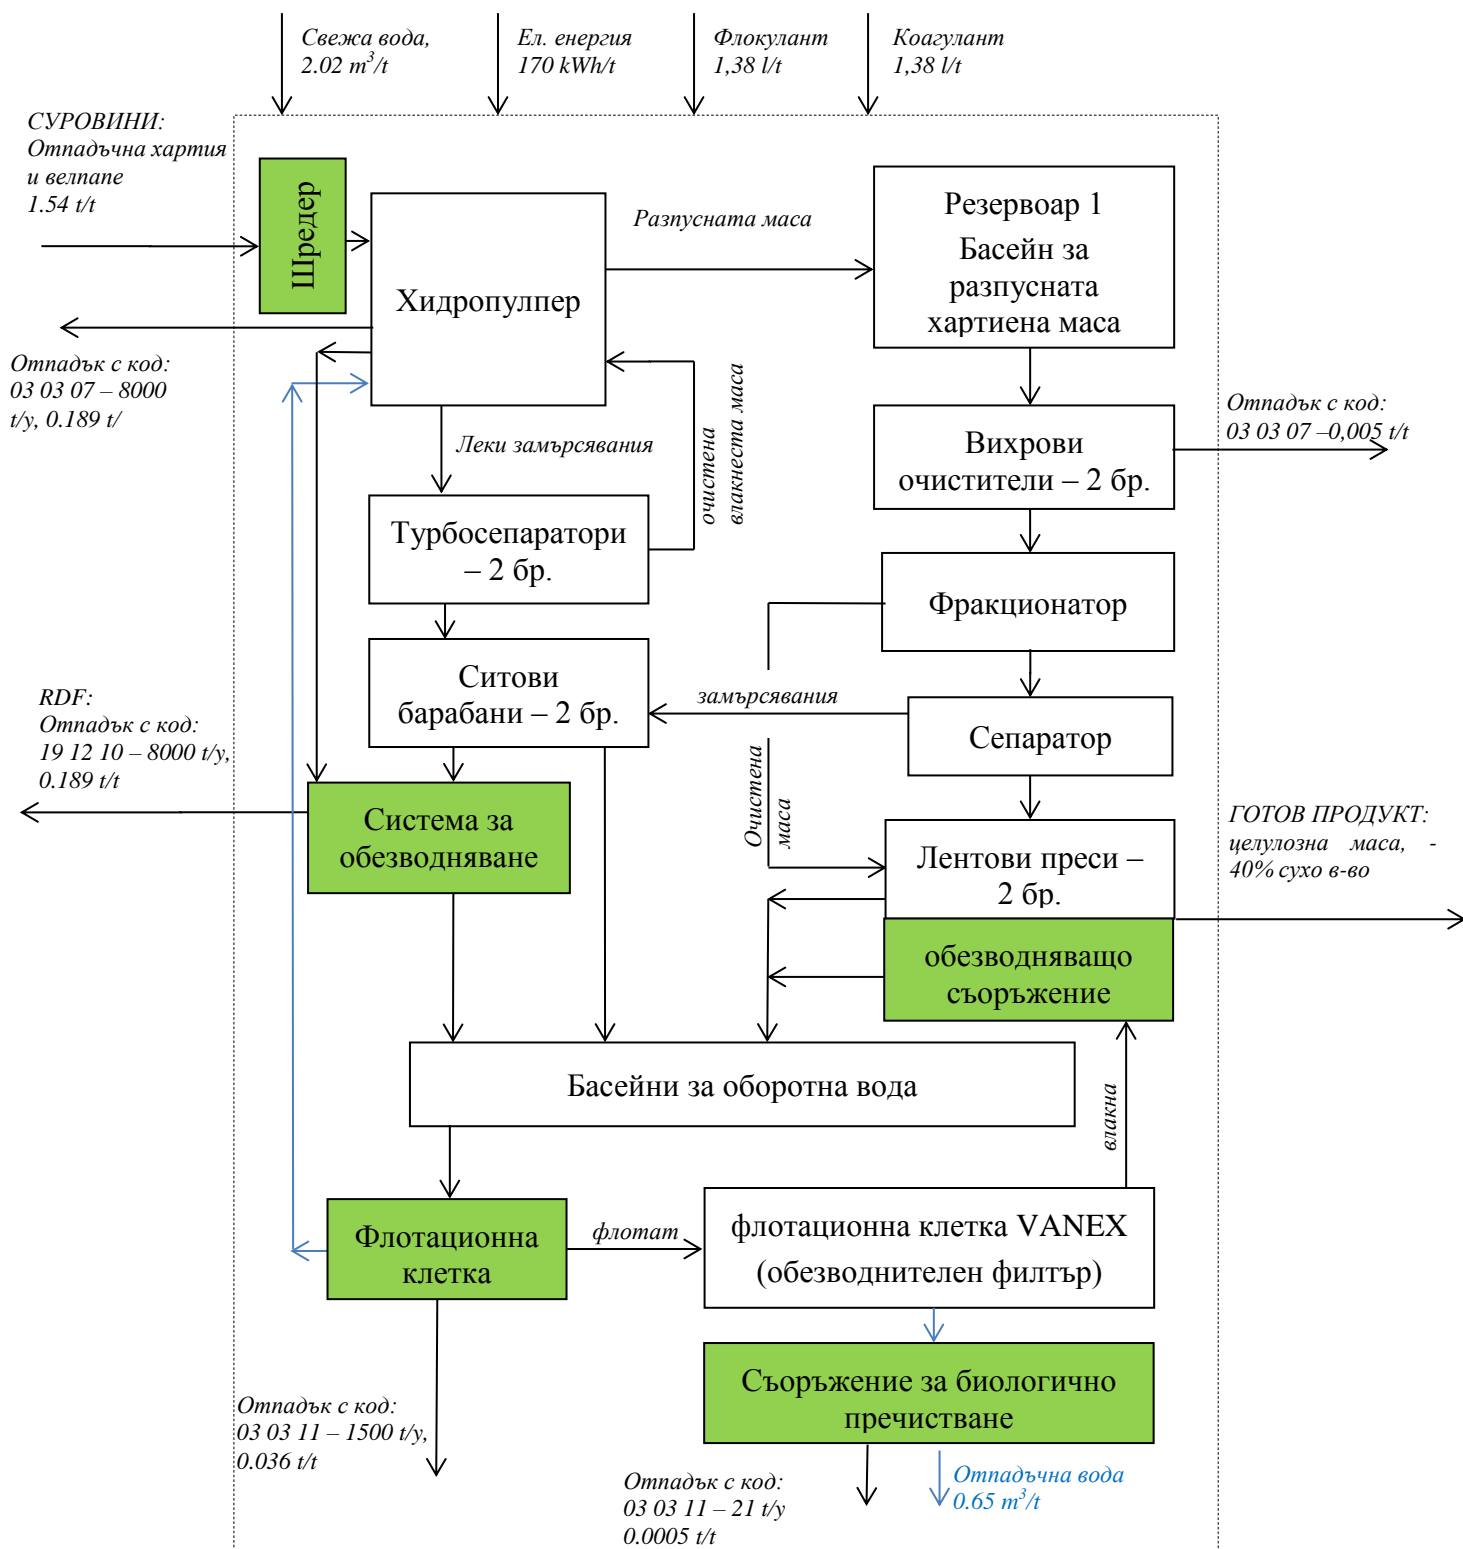 Свежа вода,
2.02 m³/t
Ел. енергия
170 kWh/t
Флокулант
1,38 l/t
Коагулант
1,38 l/t
СУРОВИНИ:
Отпадъчна хартия
и велпапе
1.54 t/t
Шредер
Хидропулпер
Разпусната маса
Резервоар 1
Басейн за
разпусната
хартиена маса
Отпадък с код:
03 03 07 – 8000
t/y, 0.189 t/
Леки замърсявания
очистена
влакнеста маса
Вихрови
очистители – 2 бр.
Отпадък с код:
03 03 07 –0,005 t/t
Турбосепаратори
– 2 бр.
Фракционатор
Ситови
барабани – 2 бр.
замърсявания
Сепаратор
RDF:
Отпадък с код:
19 12 10 – 8000 t/y,
0.189 t/t
Система за
обезводняване
Очистена
маса
Лентови преси –
2 бр.
ГОТОВ ПРОДУКТ:
целулозна маса, -
40% сухо в-во
обезводняващо
съоръжение
Басейни за оборотна вода
влакна
Флотационна
клетка
флотат
флотационна клетка VANEX
(обезводнителен филтър)
Съоръжение за биологично
пречистване
Отпадък с код:
03 03 11 – 1500 t/y,
0.036 t/t
Отпадък с код:
03 03 11 – 21 t/y
0.0005 t/t
Отпадъчна вода
0.65 m³/t